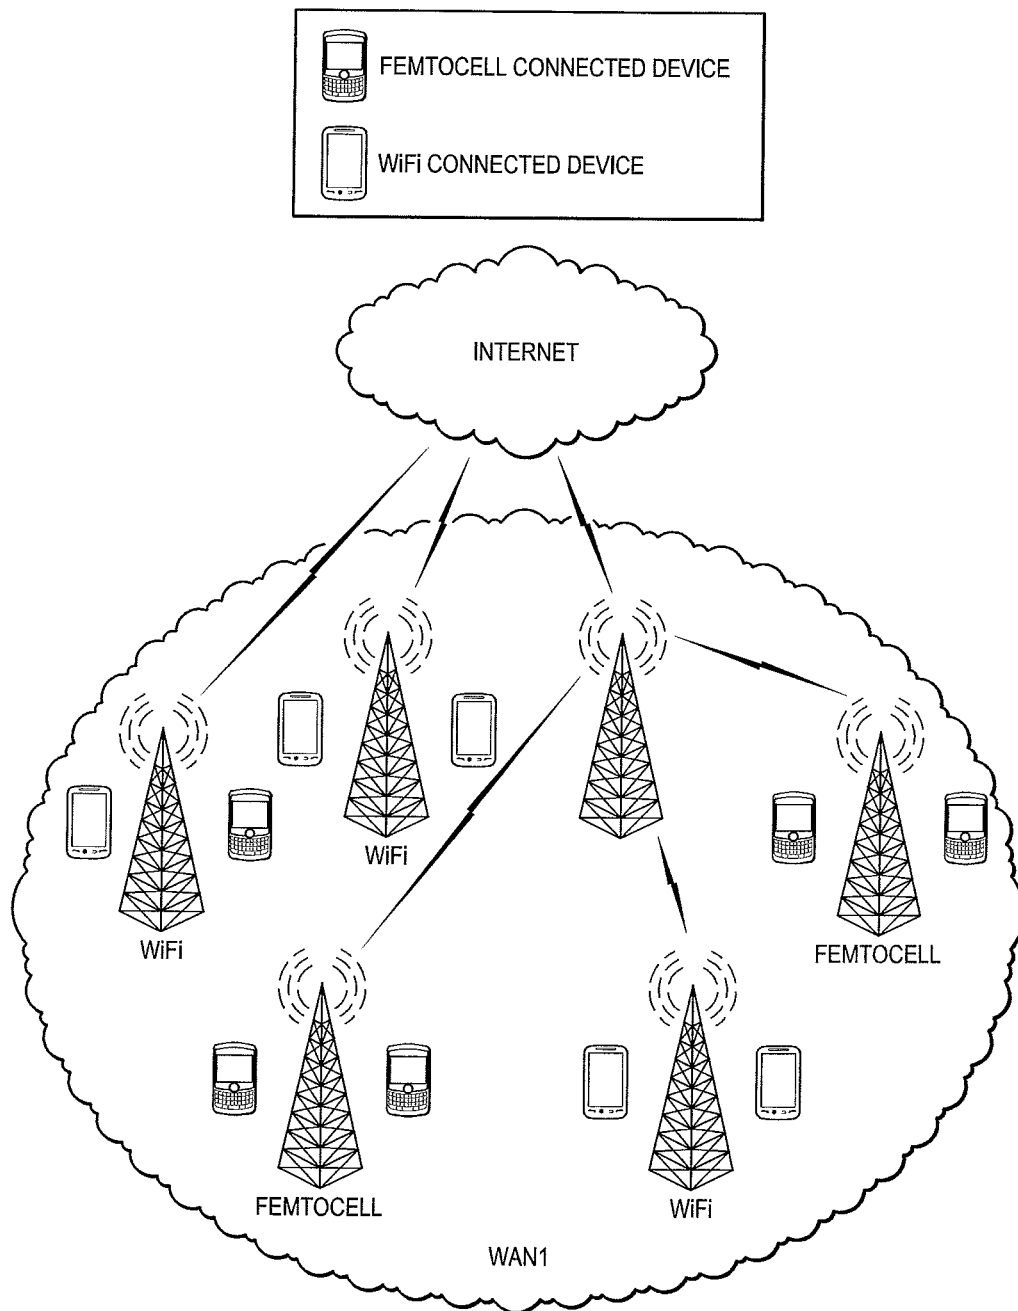 FEMTOCELL CONNECTED DEVICE
WiFi CONNECTED DEVICE
INTERNET
WiFi
WiFi
FEMTOCELL
FEMTOCELL
WiFi
WAN1